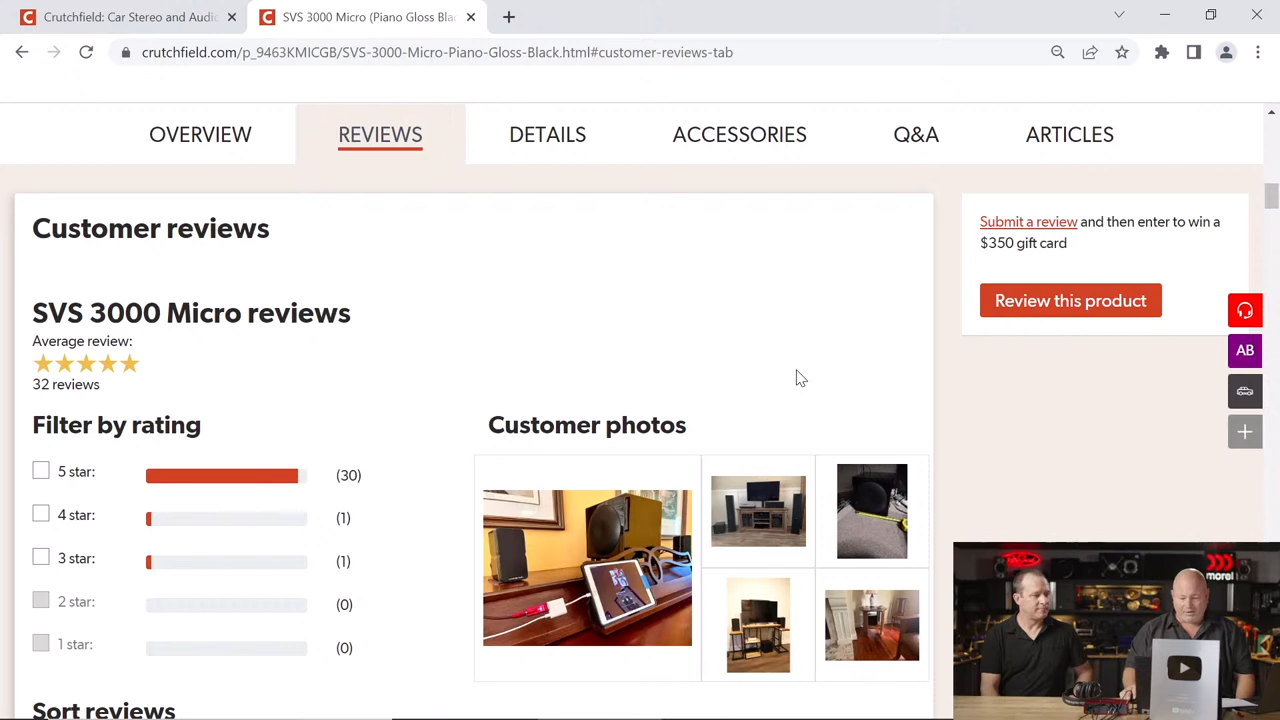 Crutchfield: Car Stereo and Audio
SVS 3000 Micro (Piano Gloss Bla
crutchfield.com/p_9463KMICGB/SVS-3000-Micro-Piano-Gloss-Black.html#customer-reviews-tab
OVERVIEW
REVIEWS
DETAILS
ACCESSORIES
Q&A
ARTICLES
Customer reviews
SVS 3000 Micro reviews
Average review:
32 reviews
Filter by rating
5 star:
(30)
4 star:
(1)
3 star:
(1)
2 star:
(0)
1 star:
(0)
Sort reviews
Customer photos
Submit a review and then enter to win a
$350 gift card
Review this product
AB
morel